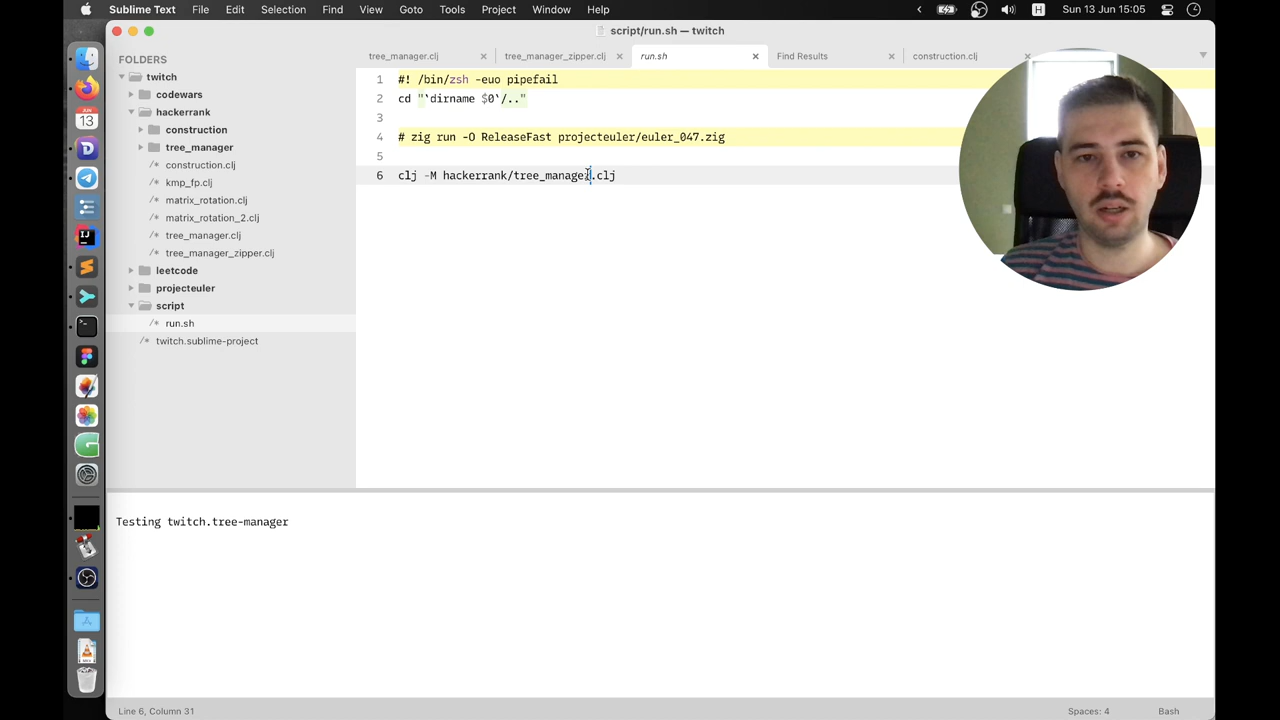 Sublime Text File Edit Selection Find View Goto Tools Project Window Help H Sun 13 Jun 15:05
script/run.sh — twitch
FOLDERS
twitch
codewars
hackerrank
construction
tree_manager
construction.clj
kmp_fp.clj
matrix_rotation.clj
matrix_rotation_2.clj
tree_manager.clj
tree_manager_zipper.clj
leetcode
projecteuler
script
run.sh
twitch.sublime-project
tree_manager.clj tree_manager_zipper.clj run.sh Find Results construction.clj
1 #! /bin/zsh -euo pipefail
2 cd "`dirname $0`/.."
3
4 # zig run -O ReleaseFast projecteuler/euler_047.zig
5
6 clj -M hackerrank/tree_manager.clj
Testing twitch.tree-manager
Line 6, Column 31 Spaces: 4 Bash
JUN
13